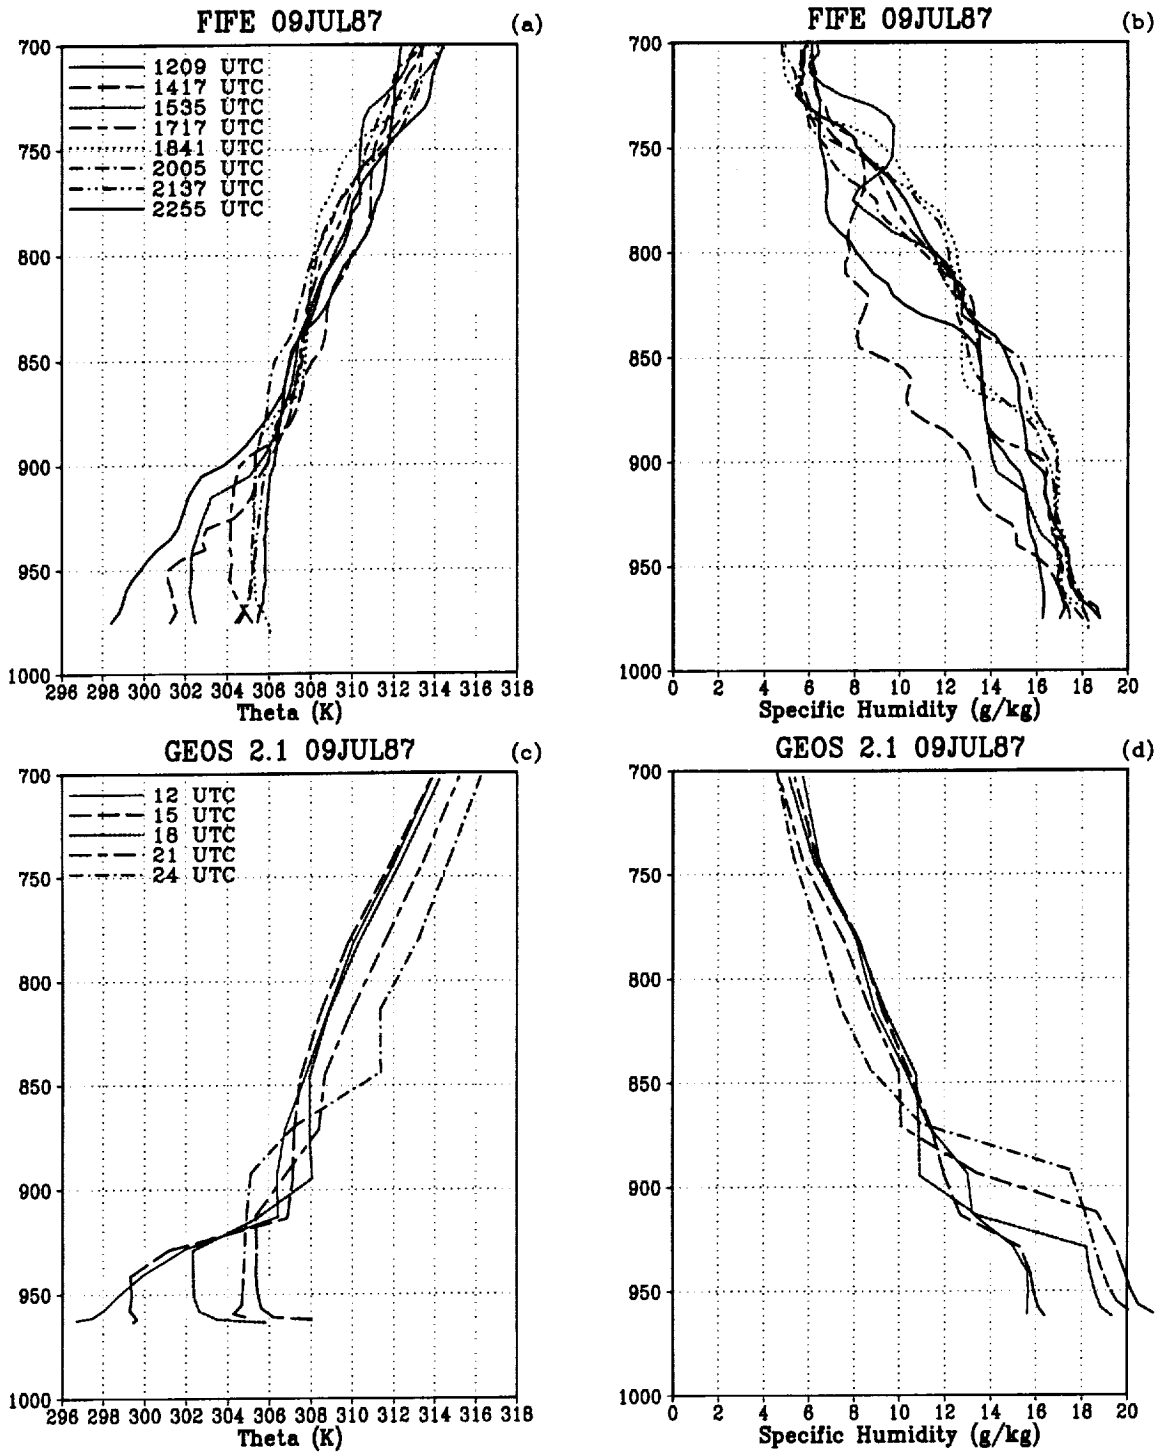 FIFE 09JUL87 (a)
700
750
800
850
900
950
1000
1209 UTC
1417 UTC
1535 UTC
1717 UTC
1841 UTC
2005 UTC
2137 UTC
2255 UTC
296 298 300 302 304 306 308 310 312 314 316 318
Theta (K)
FIFE 09JUL87 (b)
700
750
800
850
900
950
1000
0 2 4 6 8 10 12 14 16 18 20
Specific Humidity (g/kg)
GEOS 2.1 09JUL87 (c)
700
750
800
850
900
950
1000
12 UTC
15 UTC
18 UTC
21 UTC
24 UTC
296 298 300 302 304 306 308 310 312 314 316 318
Theta (K)
GEOS 2.1 09JUL87 (d)
700
750
800
850
900
950
1000
0 2 4 6 8 10 12 14 16 18 20
Specific Humidity (g/kg)